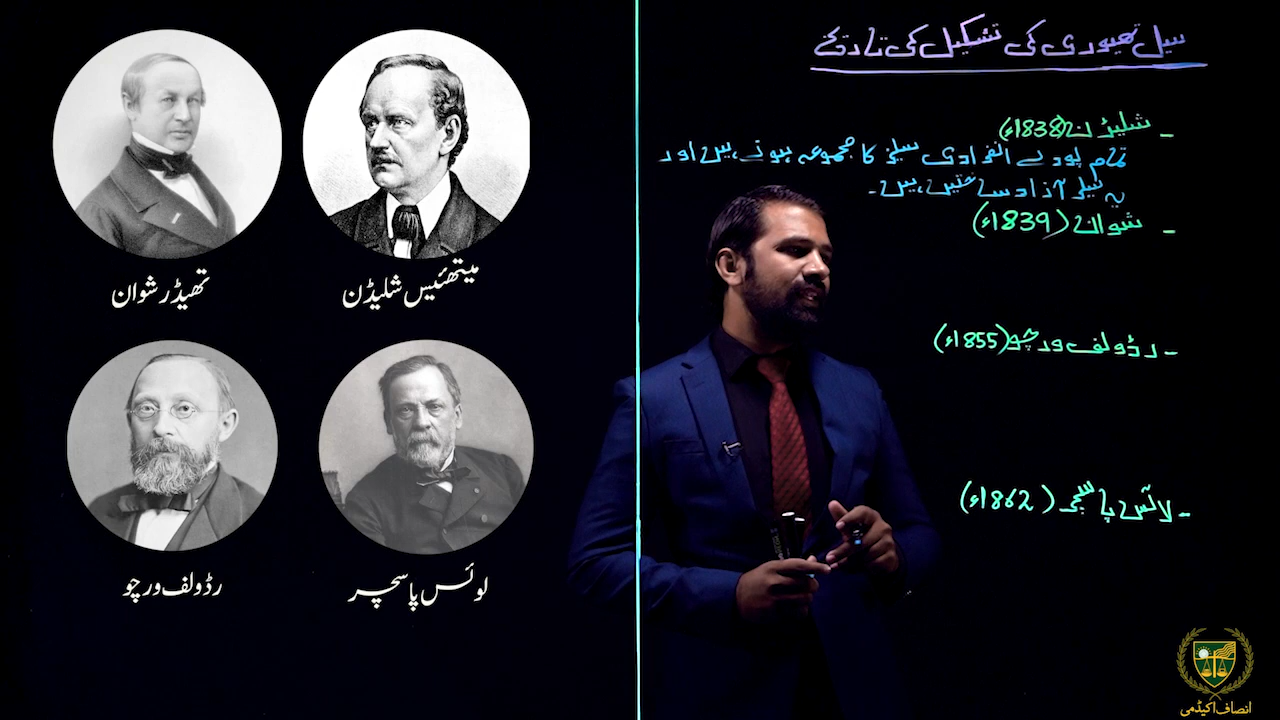 سیل تھیوری کی تشکیل کی تاریخ
- شلیڈن (1838ء)
تمام پودے انفرادی سیلز کا مجموعہ ہوتے ہیں اور
یہ سیلز آزاد ساختیں ہیں۔
- شوان (1839ء)
- رڈولف ورچو (1855ء)
- لائس پاسچر (1862ء)
تھیڈر شوان
میتھئیس شلیڈن
رڈولف ورچو
لوئس پاسچر
انصاف اکیڈمی